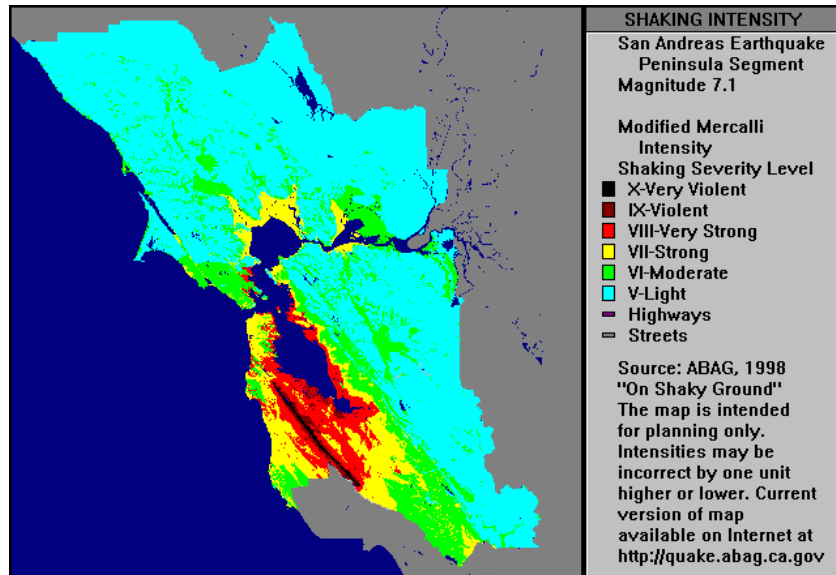 SHAKING INTENSITY
San Andreas Earthquake
Peninsula Segment
Magnitude 7.1
Modified Mercalli
Intensity
Shaking Severity Level
X-Very Violent
IX-Violent
VIII-Very Strong
VII-Strong
VI-Moderate
V-Light
Highways
Streets
Source: ABAG, 1998
"On Shaky Ground"
The map is intended
for planning only.
Intensities may be
incorrect by one unit
higher or lower. Current
version of map
available on Internet at
http://quake.abag.ca.gov